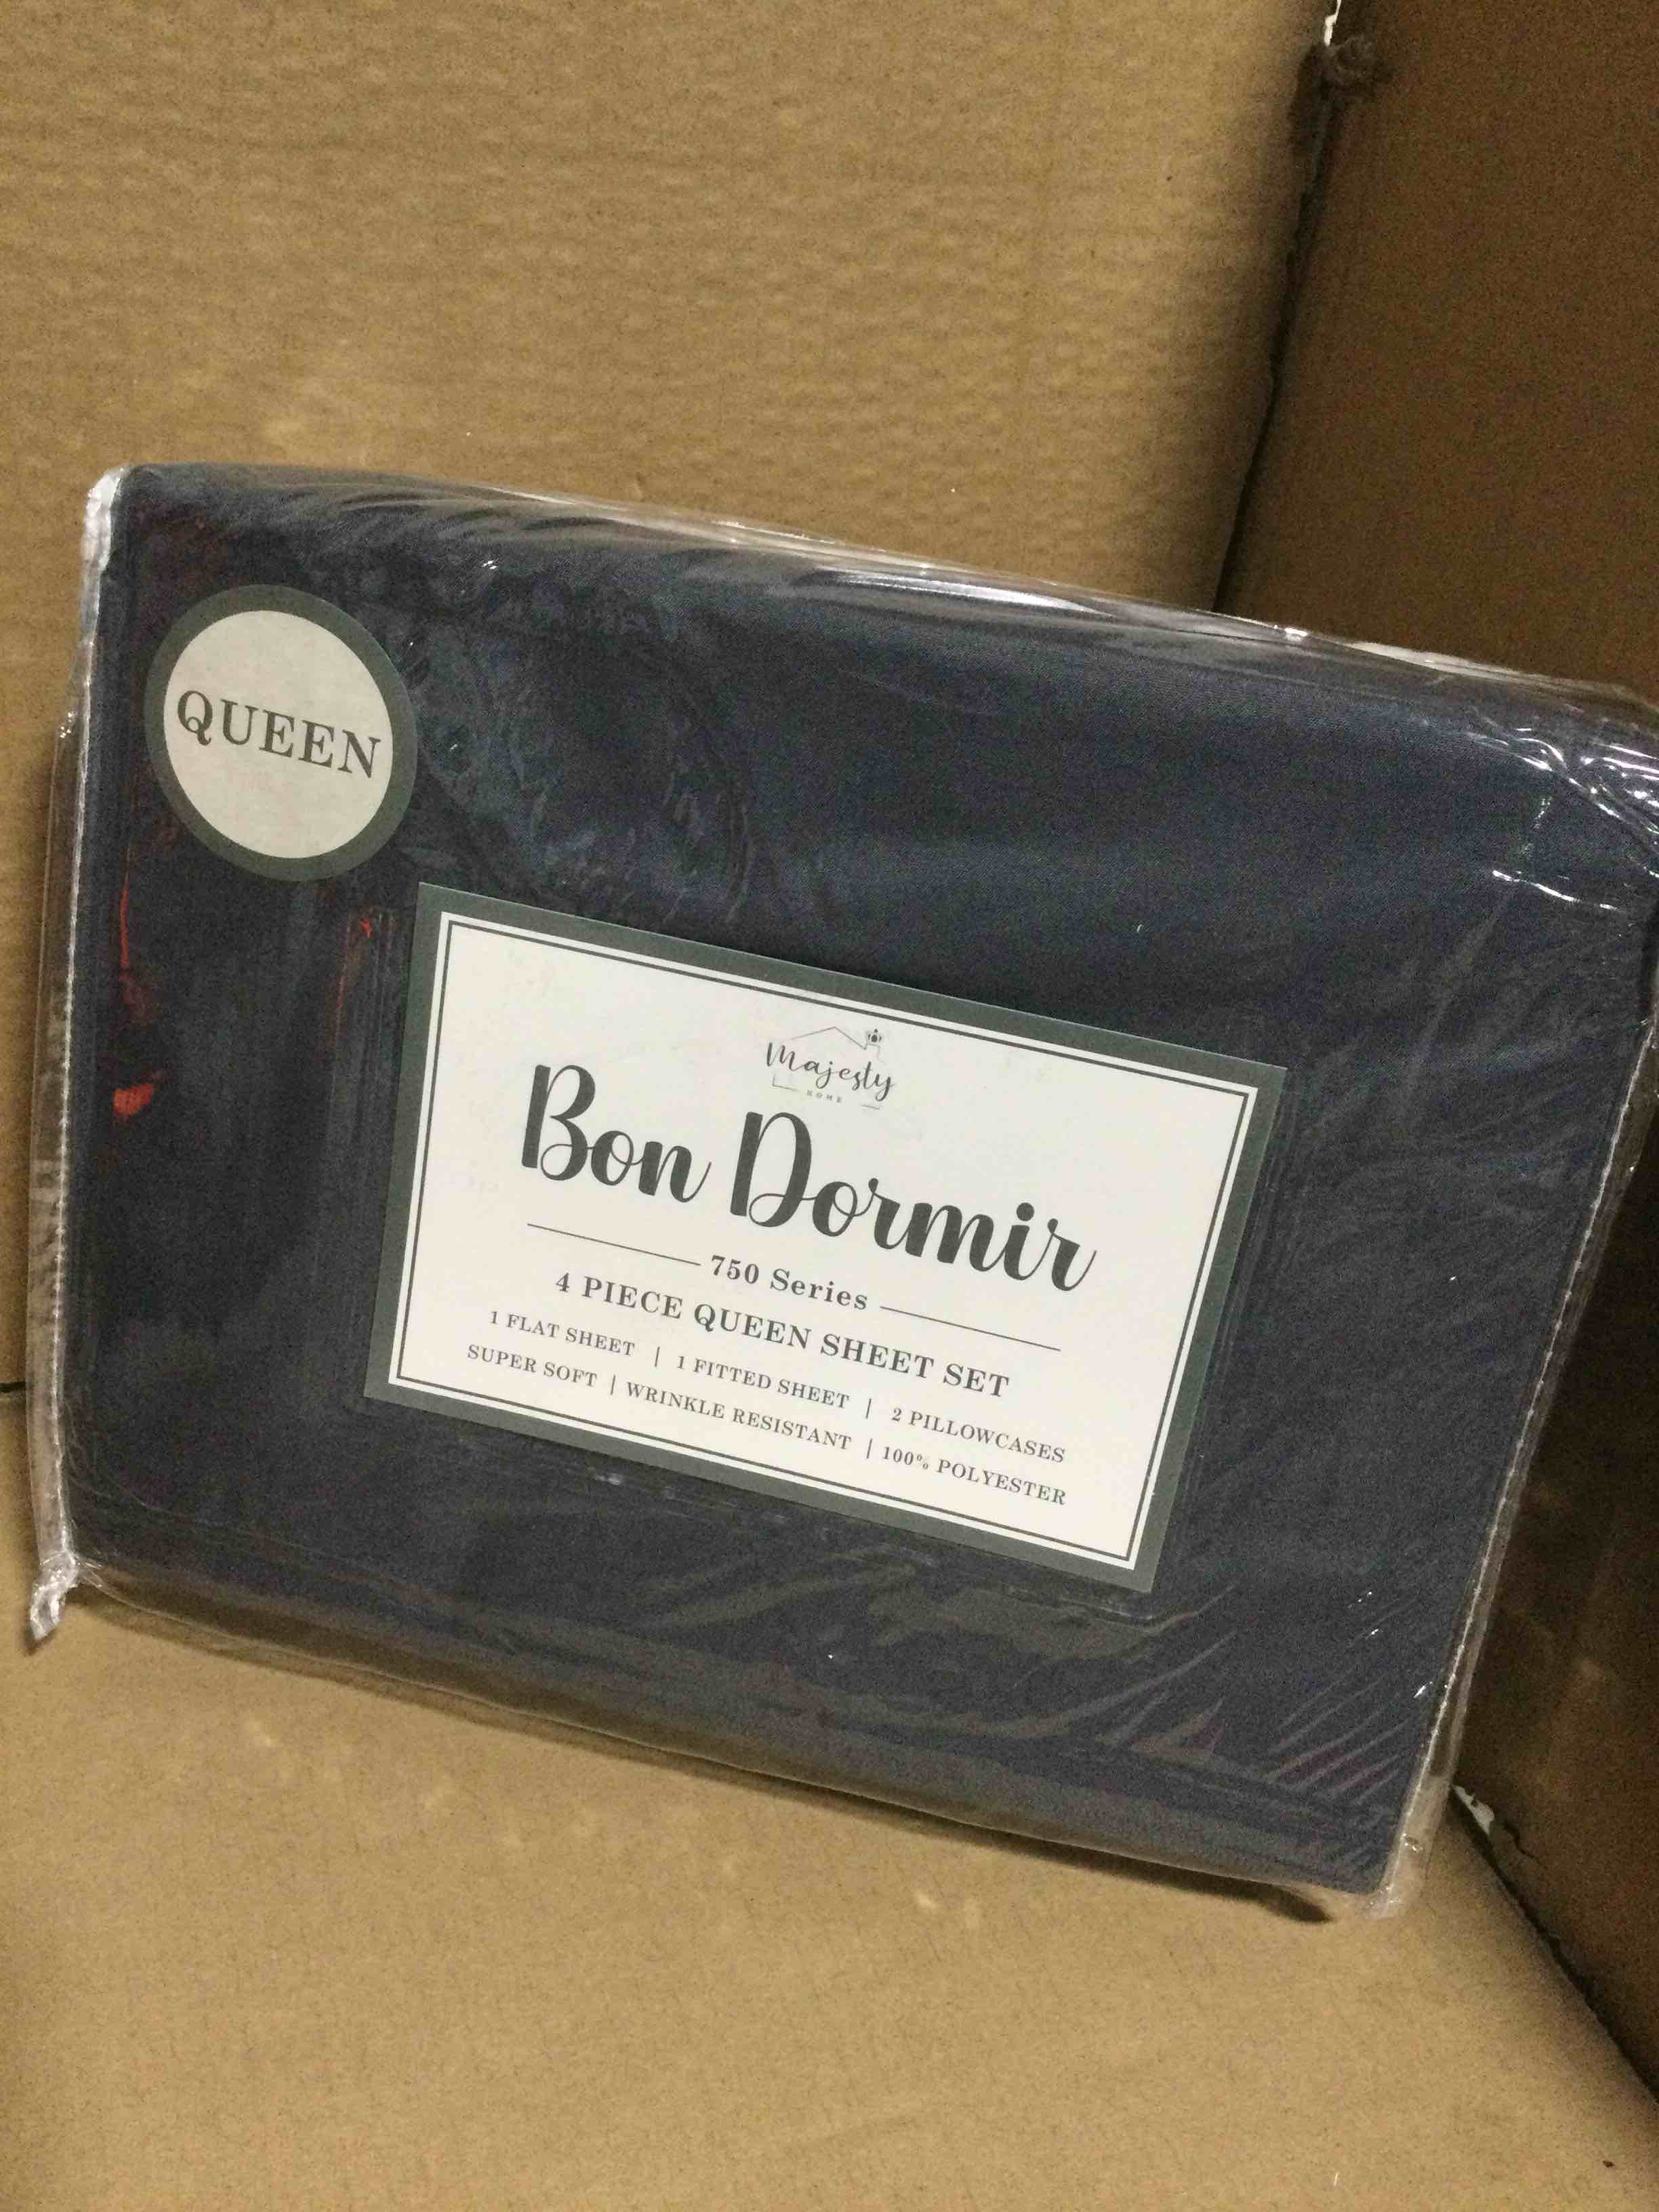 QUEEN
Majesty
HOME
Bon Dormir
750 Series
4 PIECE QUEEN SHEET SET
1 FLAT SHEET | 1 FITTED SHEET | 2 PILLOWCASES
SUPER SOFT | WRINKLE RESISTANT | 100% POLYESTER